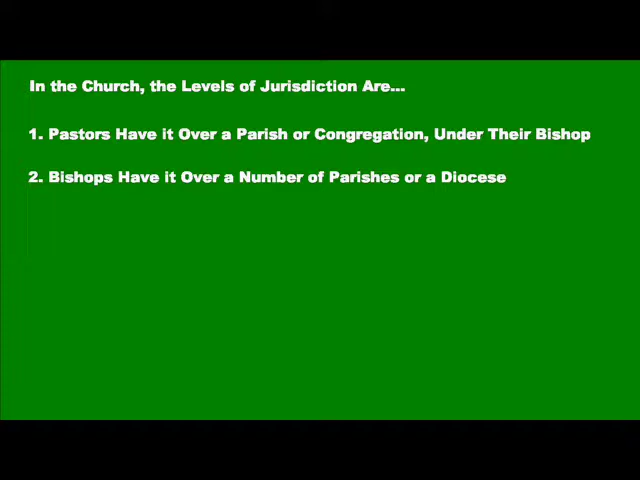 In the Church, the Levels of Jurisdiction Are...
1. Pastors Have it Over a Parish or Congregation, Under Their Bishop
2. Bishops Have it Over a Number of Parishes or a Diocese